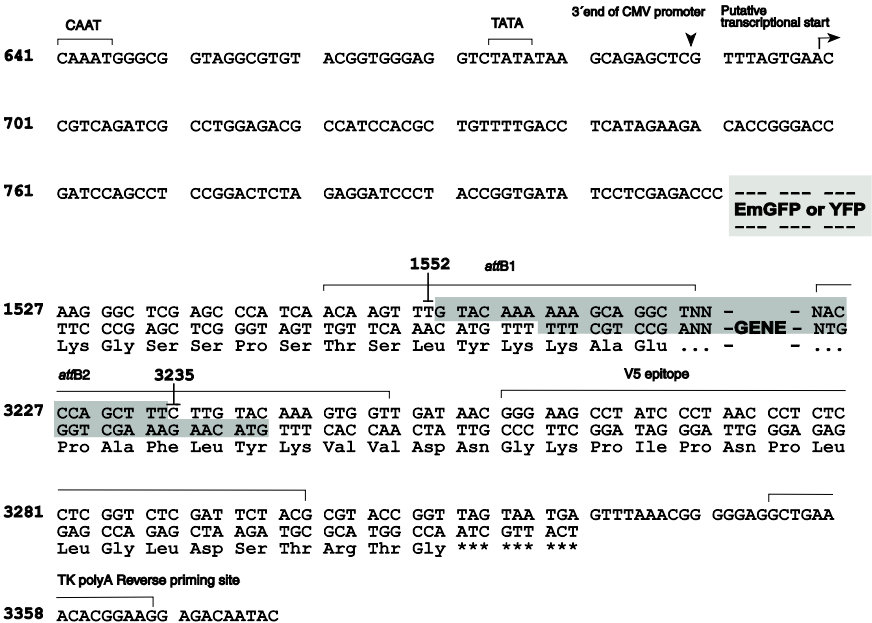 3´end of CMV promoter Putative
CAAT TATA transcriptional start
641 CAAATGGGCG GTAGGCGTGT ACGGTGGGAG GTCTATATAA GCAGAGCTCG TTTAGTGAAC
701 CGTCAGATCG CCTGGAGACG CCATCCACGC TGTTTTGACC TCATAGAAGA CACCGGGACC
761 GATCCAGCCT CCGGACTCTA GAGGATCCCT ACCGGTGATA TCCTCGAGACCC --- --- ---
EmGFP or YFP
--- --- ---
1552 attB1
1527 AAG GGC TCG AGC CCA TCA ACA AGT TTG TAC AAA AAA GCA GGC TNN - - NAC
TTC CCG AGC TCG GGT AGT TGT TCA AAC ATG TTT TTT CGT CCG ANN -GENE- NTG
Lys Gly Ser Ser Pro Ser Thr Ser Leu Tyr Lys Lys Ala Glu ... - - ...
attB2 3235 V5 epitope
3227 CCA GCT TTC TTG TAC AAA GTG GTT GAT AAC GGG AAG CCT ATC CCT AAC CCT CTC
GGT CGA AAG AAC ATG TTT CAC CAA CTA TTG CCC TTC GGA TAG GGA TTG GGA GAG
Pro Ala Phe Leu Tyr Lys Val Val Asp Asn Gly Lys Pro Ile Pro Asn Pro Leu
3281 CTC GGT CTC GAT TCT ACG CGT ACC GGT TAG TAA TGA GTTTAAACGG GGGAGGCTGAA
GAG CCA GAG CTA AGA TGC GCA TGG CCA ATC GTT ACT
Leu Gly Leu Asp Ser Thr Arg Thr Gly *** *** ***
TK polyA Reverse priming site
3358 ACACGGAAGG AGACAATAC